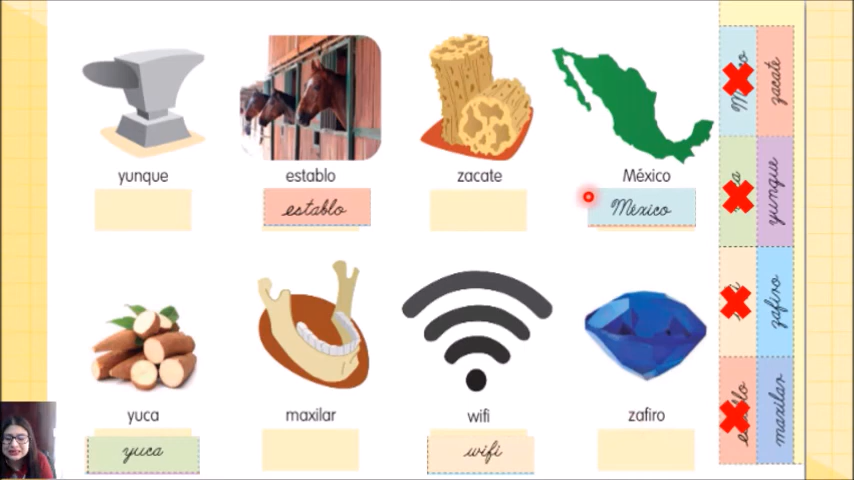 yunque
establo
zacate
México
establo
México
yuca
maxilar
wifi
zafiro
yuca
wifi
zacate
yunque
zafiro
maxilar